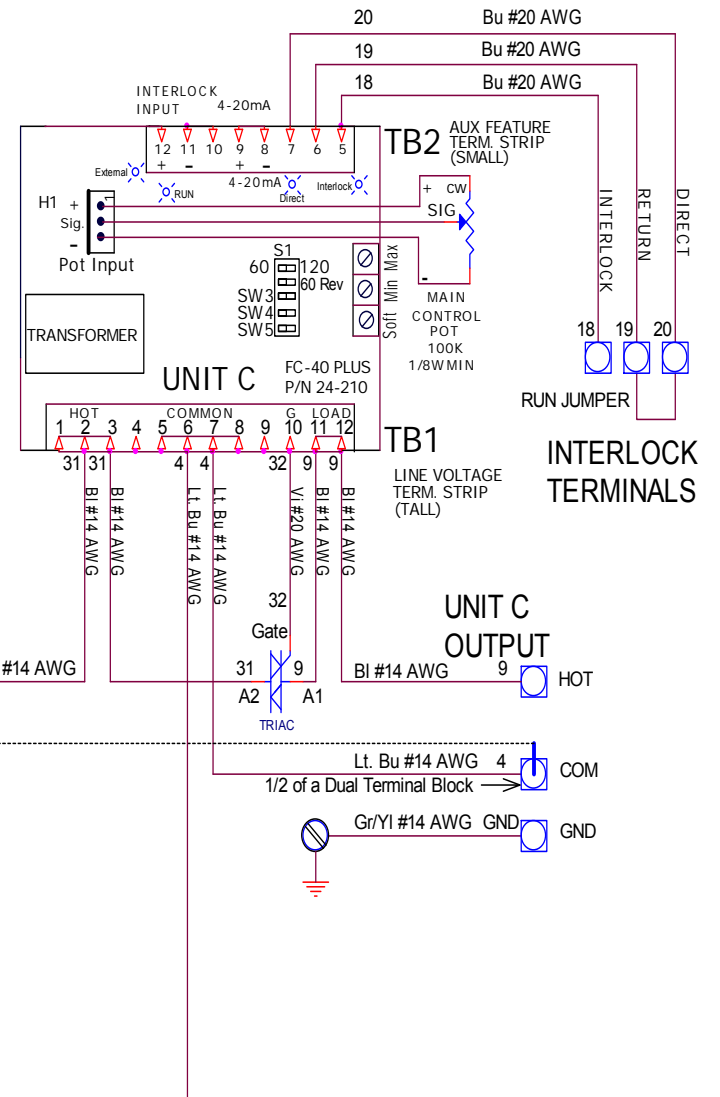 20 Bu #20 AWG
19 Bu #20 AWG
18 Bu #20 AWG
INTERLOCK
INPUT
4-20mA
12 11 10 9 8 7 6 5
+ - + -
TB2
AUX FEATURE
TERM. STRIP
(SMALL)
External
RUN
4-20mA
Direct
Interlock
H1
+
Sig.
-
1
Pot Input
+ CW
SIG
-
MAIN
CONTROL
POT
100K
1/8W MIN
S1
60 120
60 Rev
SW3
SW4
SW5
Max
Min
Soft
INTERLOCK
RETURN
DIRECT
18 19 20
RUN JUMPER
INTERLOCK
TERMINALS
TRANSFORMER
UNIT C
FC-40 PLUS
P/N 24-210
HOT COMMON G LOAD
1 2 3 4 5 6 7 8 9 10 11 12
TB1
LINE VOLTAGE
TERM. STRIP
(TALL)
31 31 4 4 32 9 9
Bl #14 AWG
Bl #14 AWG
Lt. Bu #14 AWG
Lt. Bu #14 AWG
Vi #20 AWG
Bl #14 AWG
Bl #14 AWG
32
Gate
31 9
A2 A1
TRIAC
#14 AWG
UNIT C
OUTPUT
Bl #14 AWG 9 HOT
Lt. Bu #14 AWG 4 COM
1/2 of a Dual Terminal Block
Gr/Yl #14 AWG GND GND